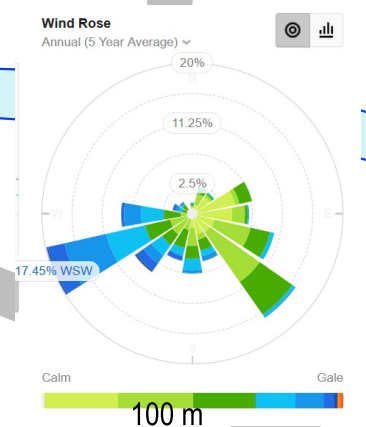 Wind Rose
Annual (5 Year Average)
20%
N
11.25%
2.5%
W
E
17.45% WSW
S
Calm
Gale
100 m